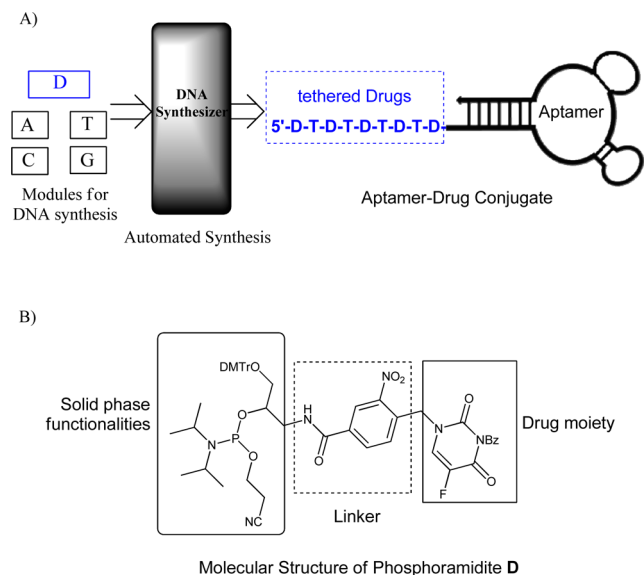 A)
D
A
T
C
G
Modules for
DNA synthesis
DNA
Synthesizer
Automated Synthesis
tethered Drugs
5'-D-T-D-T-D-T-D-T-D-
Aptamer
Aptamer-Drug Conjugate
B)
Solid phase
functionalities
DMTrO
O
P
N
O
CN
H
N
O
NO2
Linker
N
O
NBz
O
F
Drug moiety
Molecular Structure of Phosphoramidite D